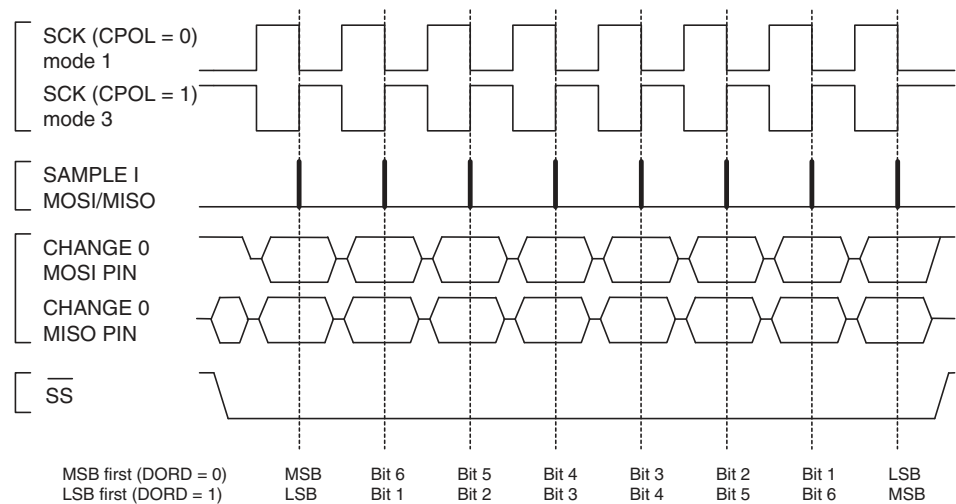 SCK (CPOL = 0)
mode 1
SCK (CPOL = 1)
mode 3
SAMPLE I
MOSI/MISO
CHANGE 0
MOSI PIN
CHANGE 0
MISO PIN
SS
MSB first (DORD = 0) MSB Bit 6 Bit 5 Bit 4 Bit 3 Bit 2 Bit 1 LSB
LSB first (DORD = 1) LSB Bit 1 Bit 2 Bit 3 Bit 4 Bit 5 Bit 6 MSB